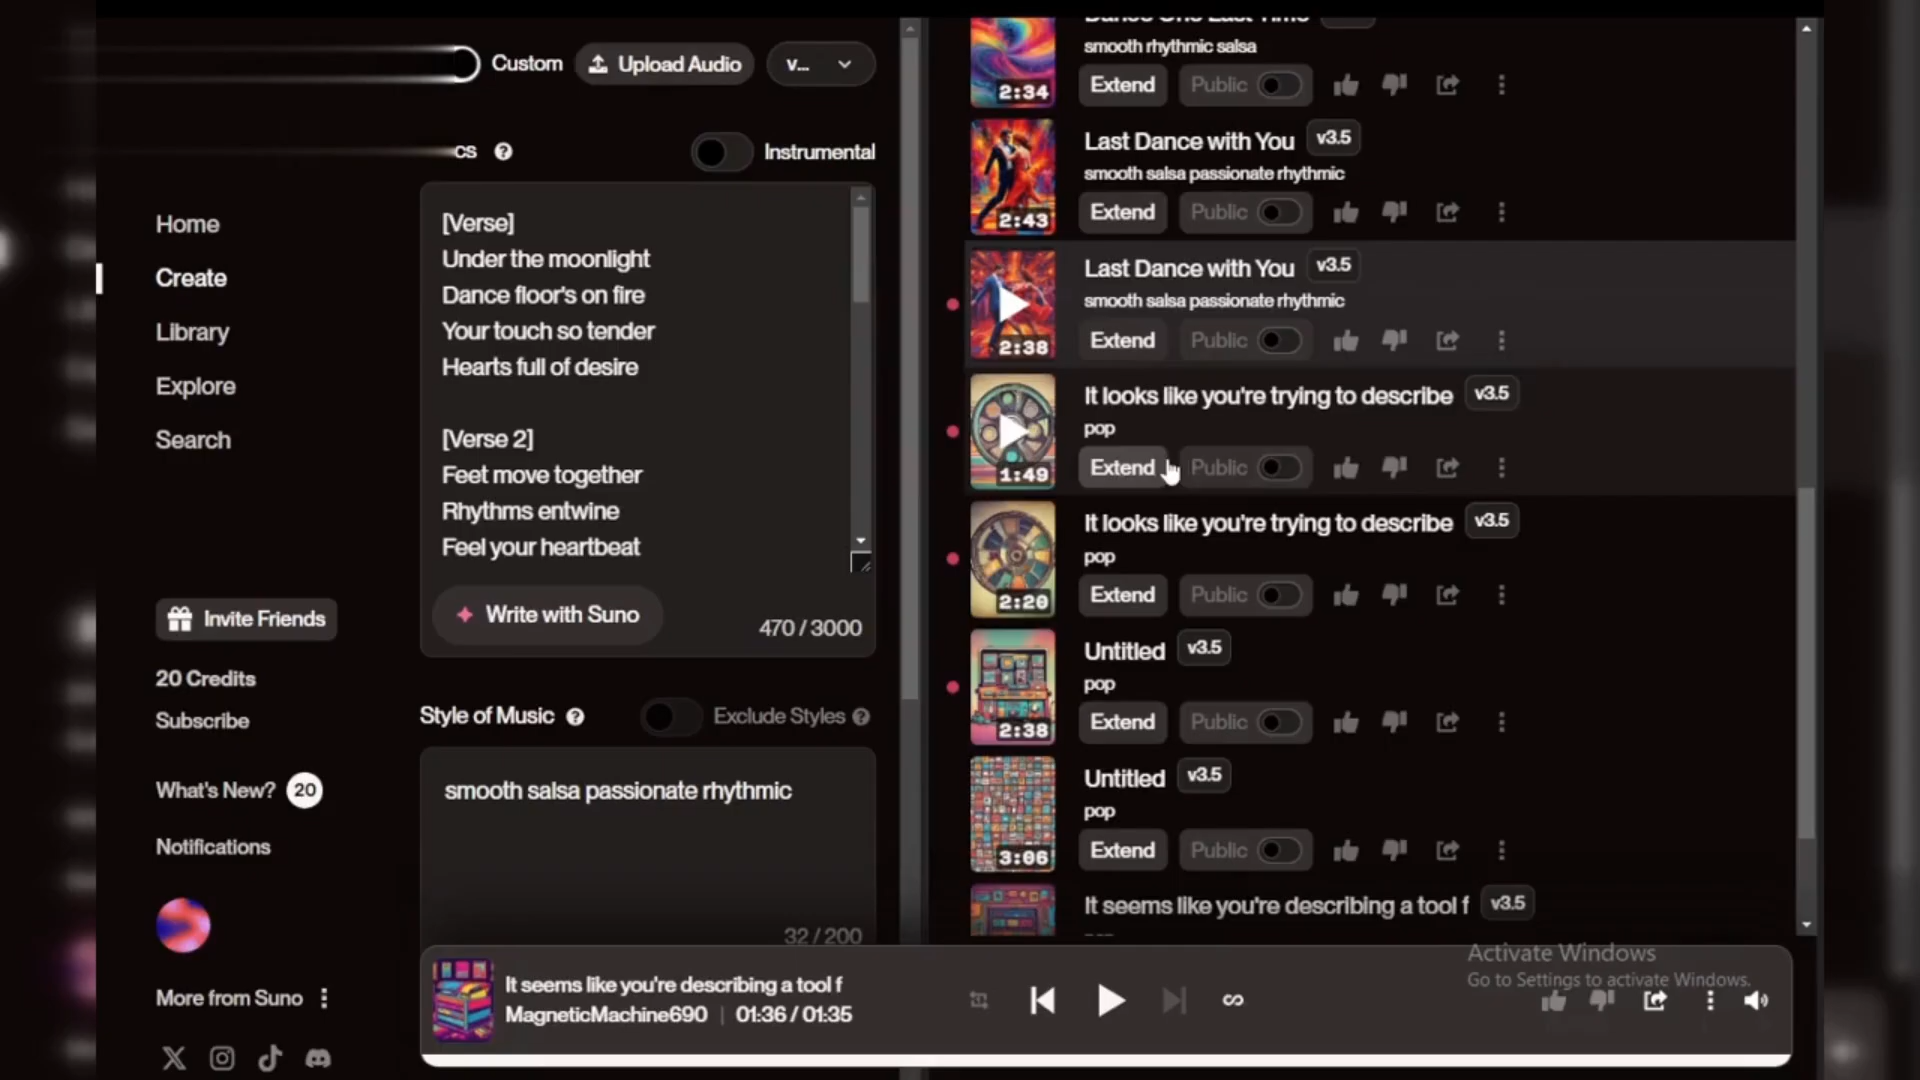 Custom
Upload Audio
v...
cs
Instrumental
Home
Create
Library
Explore
Search
Invite Friends
20 Credits
Subscribe
What's New? 20
Notifications
More from Suno
[Verse]
Under the moonlight
Dance floor's on fire
Your touch so tender
Hearts full of desire
[Verse 2]
Feet move together
Rhythms entwine
Feel your heartbeat
Write with Suno
470 / 3000
Style of Music
Exclude Styles
smooth salsa passionate rhythmic
32 / 200
Dance One Last Time
smooth rhythmic salsa
2:34
Extend
Public
Last Dance with You v3.5
smooth salsa passionate rhythmic
2:43
Extend
Public
Last Dance with You v3.5
smooth salsa passionate rhythmic
2:38
Extend
Public
It looks like you're trying to describe v3.5
pop
1:49
Extend
Public
It looks like you're trying to describe v3.5
pop
2:20
Extend
Public
Untitled v3.5
pop
2:38
Extend
Public
Untitled v3.5
pop
3:06
Extend
Public
It seems like you're describing a tool f v3.5
Activate Windows
Go to Settings to activate Windows.
It seems like you're describing a tool f
MagneticMachine690 | 01:36 / 01:35